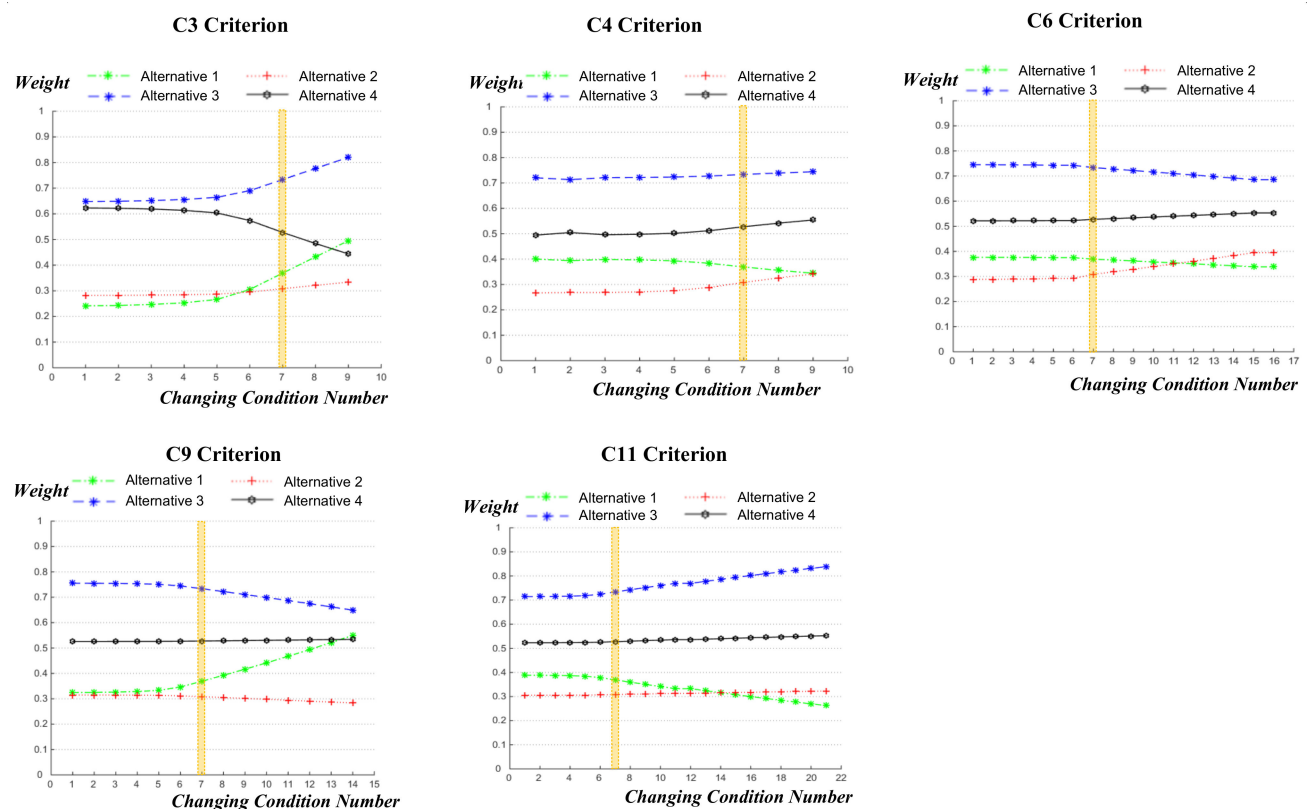 C3 Criterion
Weight
Alternative 1
Alternative 2
Alternative 3
Alternative 4
1
0.9
0.8
0.7
0.6
0.5
0.4
0.3
0.2
0.1
0
0 1 2 3 4 5 6 7 8 9 10
Changing Condition Number
C4 Criterion
Weight
Alternative 1
Alternative 2
Alternative 3
Alternative 4
1
0.9
0.8
0.7
0.6
0.5
0.4
0.3
0.2
0.1
0
0 1 2 3 4 5 6 7 8 9 10
Changing Condition Number
C6 Criterion
Weight
Alternative 1
Alternative 2
Alternative 3
Alternative 4
1
0.9
0.8
0.7
0.6
0.5
0.4
0.3
0.2
0.1
0
0 1 2 3 4 5 6 7 8 9 10 11 12 13 14 15 16 17
Changing Condition Number
C9 Criterion
Weight
Alternative 1
Alternative 2
Alternative 3
Alternative 4
1
0.9
0.8
0.7
0.6
0.5
0.4
0.3
0.2
0.1
0
0 1 2 3 4 5 6 7 8 9 10 11 12 13 14 15
Changing Condition Number
C11 Criterion
Weight
Alternative 1
Alternative 2
Alternative 3
Alternative 4
1
0.9
0.8
0.7
0.6
0.5
0.4
0.3
0.2
0.1
0
0 2 4 6 8 10 12 14 16 18 20 22
Changing Condition Number